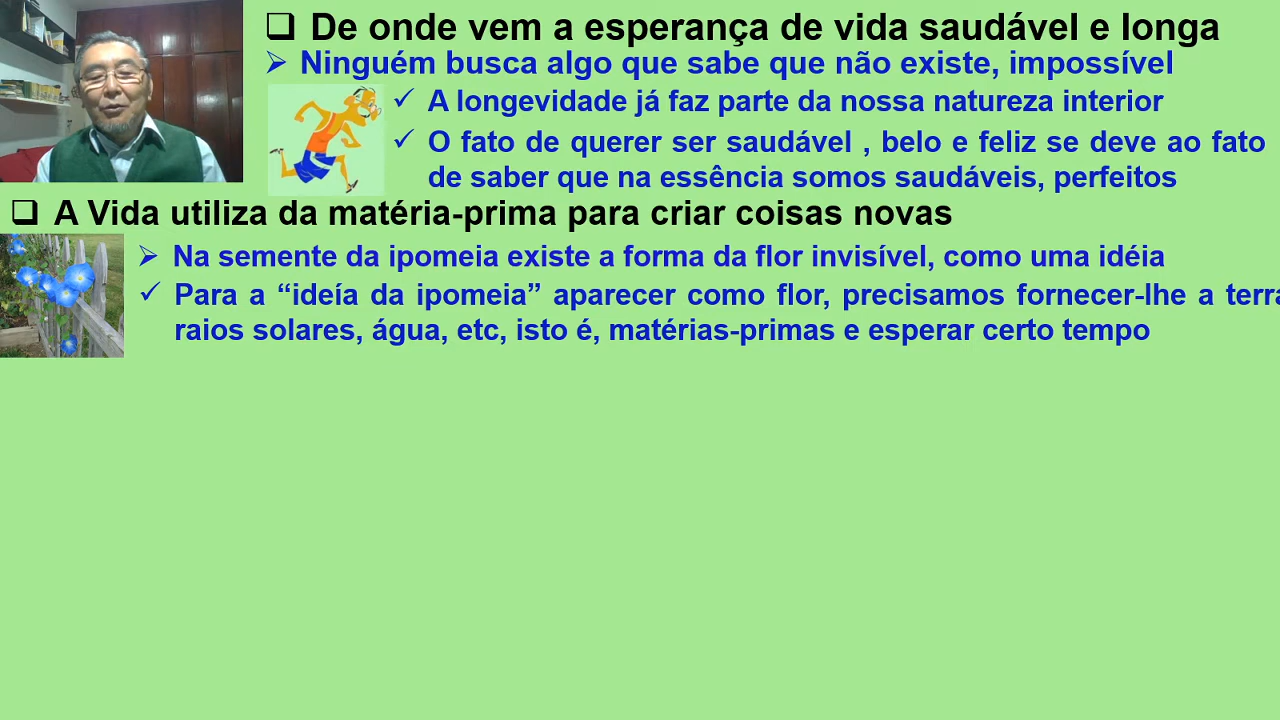 ❑ De onde vem a esperança de vida saudável e longa
➢ Ninguém busca algo que sabe que não existe, impossível
✓ A longevidade já faz parte da nossa natureza interior
✓ O fato de querer ser saudável , belo e feliz se deve ao fato
de saber que na essência somos saudáveis, perfeitos
❑ A Vida utiliza da matéria-prima para criar coisas novas
➢ Na semente da ipomeia existe a forma da flor invisível, como uma idéia
✓ Para a “ideía da ipomeia” aparecer como flor, precisamos fornecer-lhe a terra
raios solares, água, etc, isto é, matérias-primas e esperar certo tempo